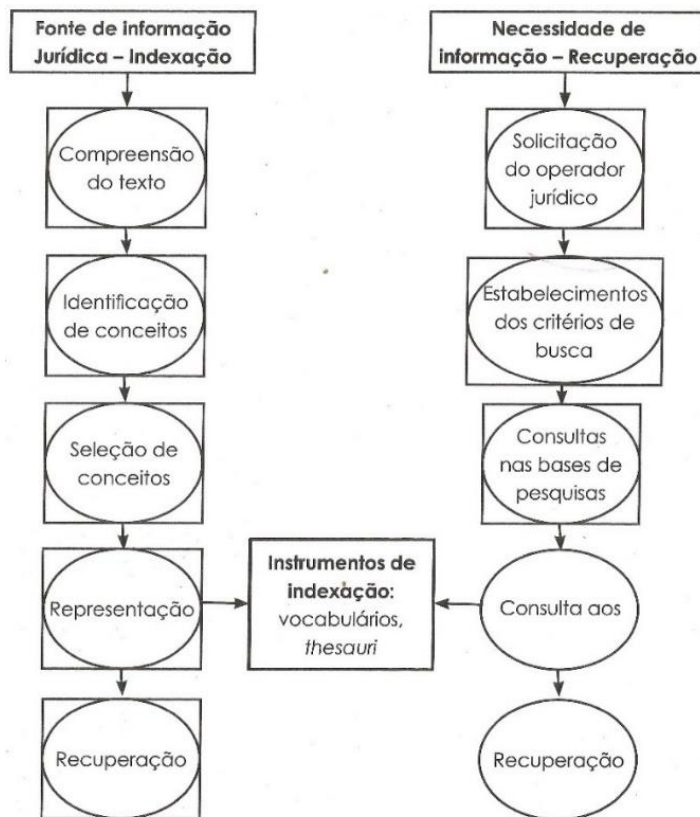 Fonte de informação
Jurídica – Indexação
Compreensão
do texto
Identificação
de conceitos
Seleção de
conceitos
Representação
Recuperação
Instrumentos de
indexação:
vocabulários,
thesauri
Necessidade de
informação – Recuperação
Solicitação
do operador
jurídico
Estabelecimentos
dos critérios de
busca
Consultas
nas bases de
pesquisas
Consulta aos
Recuperação